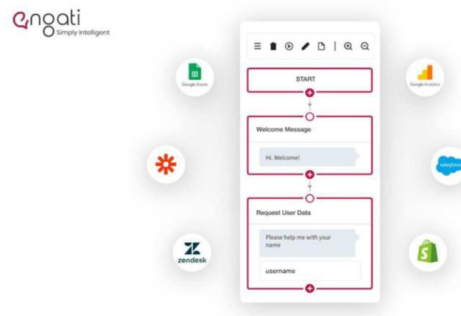 engati
Simply Intelligent
START
Google Sheets
Google Analytics
Welcome Message
Hi. Welcome!
salesforce
Request User Data
Please help me with your
name
zendesk
username